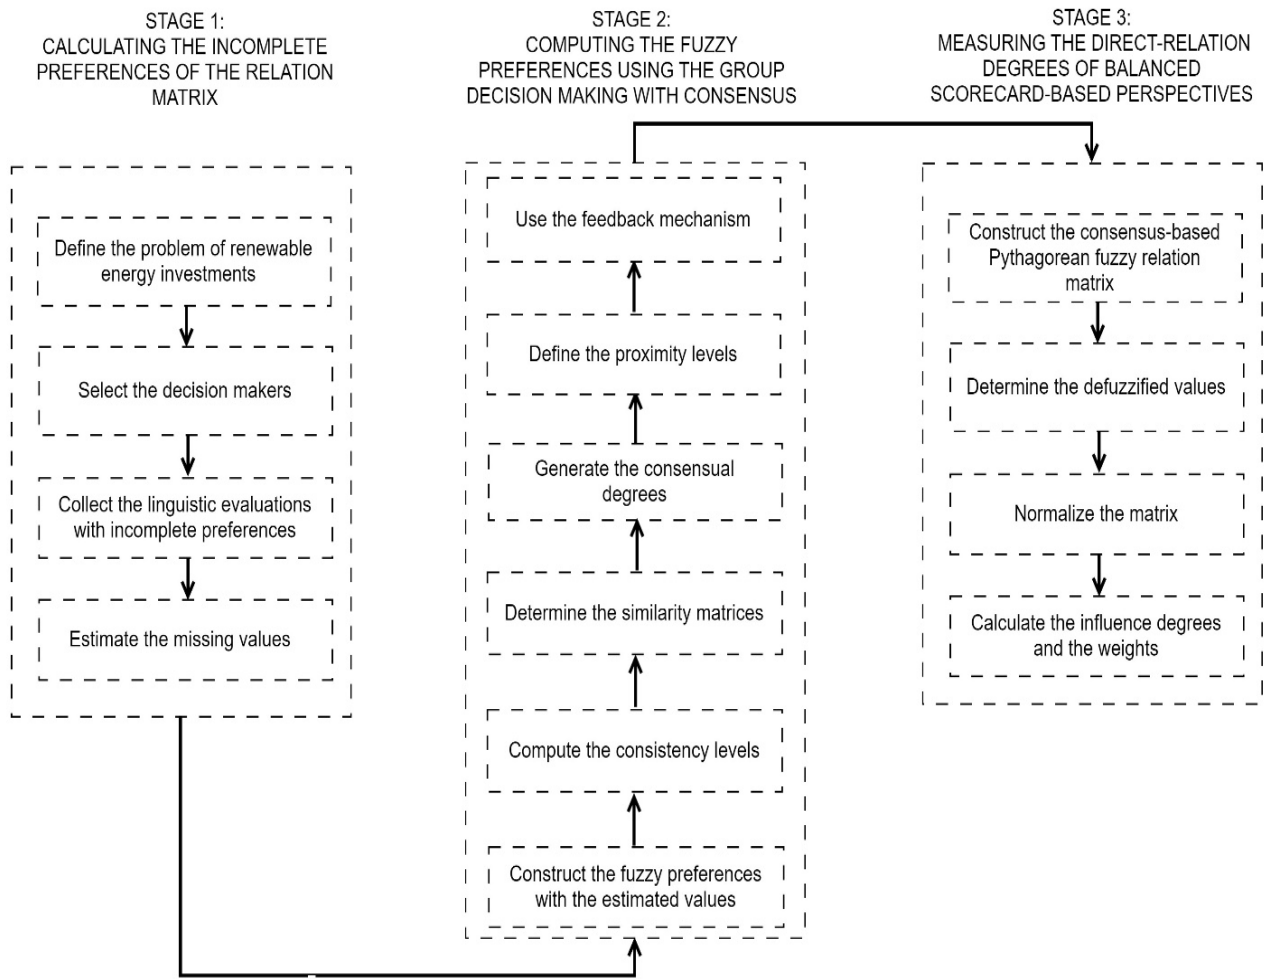 STAGE 1:
CALCULATING THE INCOMPLETE
PREFERENCES OF THE RELATION
MATRIX
Define the problem of renewable
energy investments
Select the decision makers
Collect the linguistic evaluations
with incomplete preferences
Estimate the missing values
STAGE 2:
COMPUTING THE FUZZY
PREFERENCES USING THE GROUP
DECISION MAKING WITH CONSENSUS
Use the feedback mechanism
Define the proximity levels
Generate the consensual
degrees
Determine the similarity matrices
Compute the consistency levels
Construct the fuzzy preferences
with the estimated values
STAGE 3:
MEASURING THE DIRECT-RELATION
DEGREES OF BALANCED
SCORECARD-BASED PERSPECTIVES
Construct the consensus-based
Pythagorean fuzzy relation
matrix
Determine the defuzzified values
Normalize the matrix
Calculate the influence degrees
and the weights